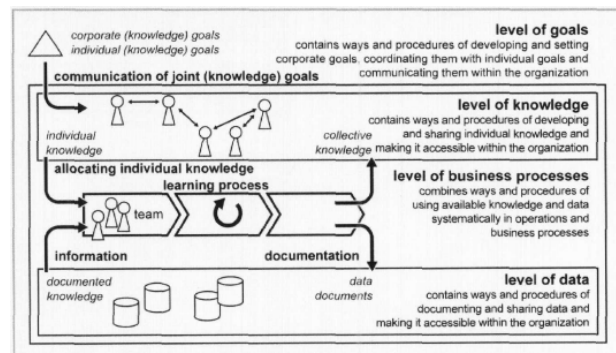 corporate (knowledge) goals
individual (knowledge) goals
level of goals
contains ways and procedures of developing and setting
corporate goals, coordinating them with individual goals and
communicating them within the organization
communication of joint (knowledge) goals
level of knowledge
contains ways and procedures of developing
and sharing individual knowledge and
making it accessible within the organization
individual
knowledge
collective
knowledge
allocating individual knowledge
learning process
level of business processes
combines ways and procedures of
using available knowledge and data
systematically in operations and
business processes
team
information
documentation
documented
knowledge
data
documents
level of data
contains ways and procedures of
documenting and sharing data and
making it accessible within the organization